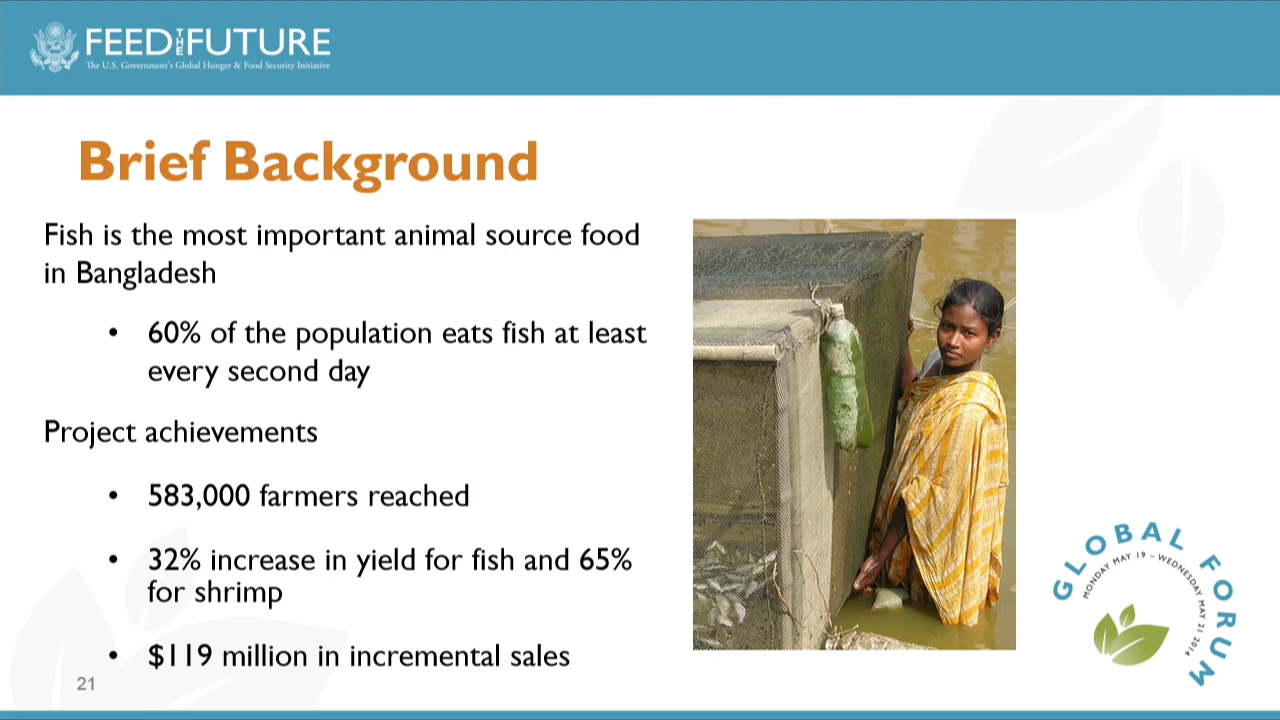 FEED THE FUTURE
The U.S. Government's Global Hunger & Food Security Initiative
Brief Background
Fish is the most important animal source food
in Bangladesh
• 60% of the population eats fish at least
every second day
Project achievements
• 583,000 farmers reached
• 32% increase in yield for fish and 65%
for shrimp
• $119 million in incremental sales
21
GLOBAL FORUM
MONDAY MAY 19 – WEDNESDAY MAY 21 2014